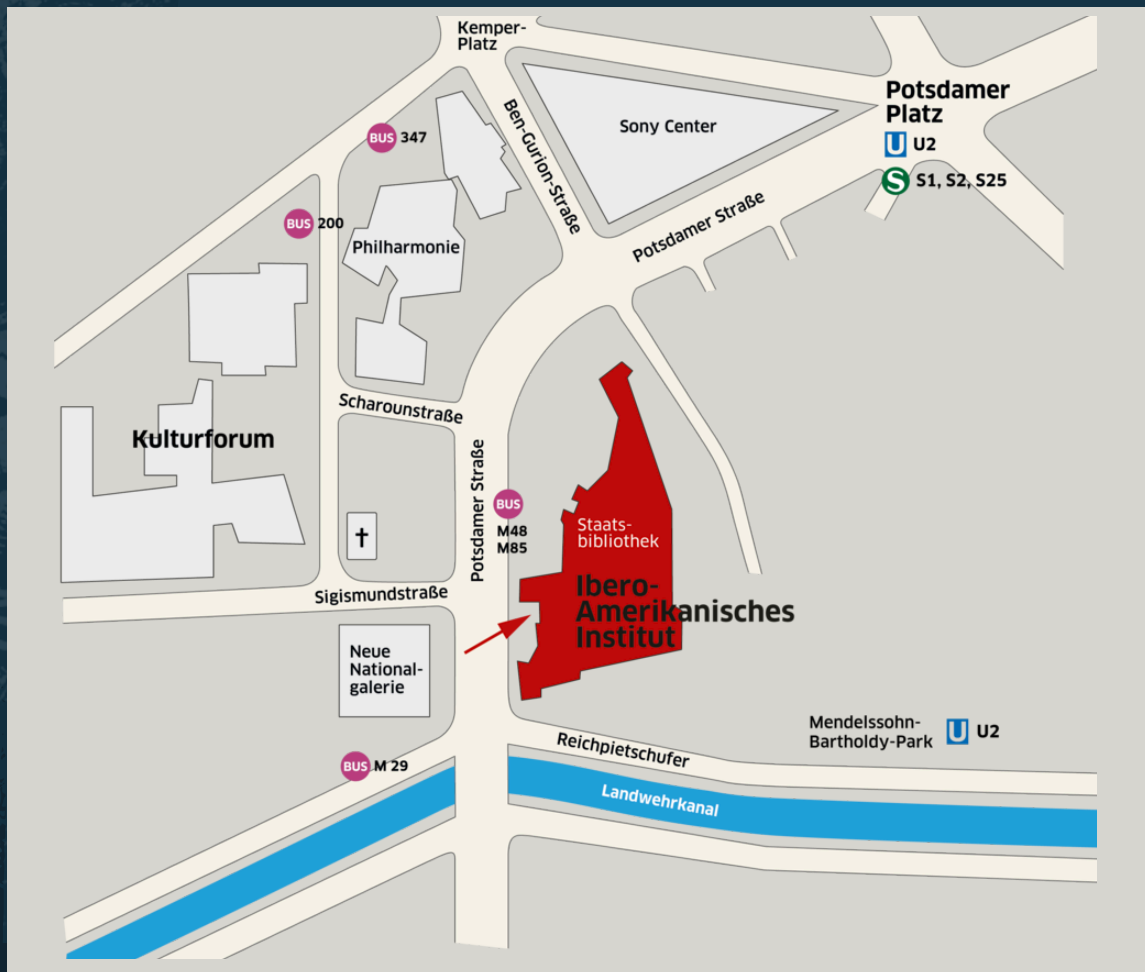 Kemper-
Platz
Potsdamer
Platz
U U2
S S1, S2, S25
Sony Center
Ben-Gurion-Straße
BUS 347
BUS 200
Philharmonie
Potsdamer Straße
Scharounstraße
Kulturforum
Potsdamer Straße
BUS
M48
M85
Staats-
bibliothek
Ibero-
Amerikanisches
Institut
Sigismundstraße
Neue
National-
galerie
Mendelssohn-
Bartholdy-Park
U U2
Reichpietschufer
BUS M 29
Landwehrkanal